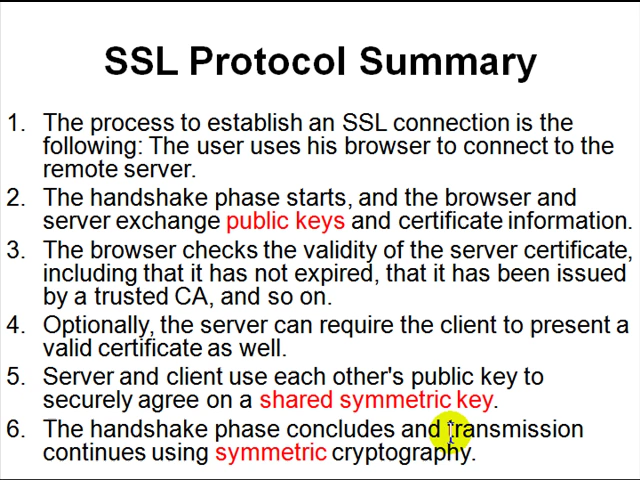 SSL Protocol Summary
1. The process to establish an SSL connection is the
following: The user uses his browser to connect to the
remote server.
2. The handshake phase starts, and the browser and
server exchange public keys and certificate information.
3. The browser checks the validity of the server certificate,
including that it has not expired, that it has been issued
by a trusted CA, and so on.
4. Optionally, the server can require the client to present a
valid certificate as well.
5. Server and client use each other's public key to
securely agree on a shared symmetric key.
6. The handshake phase concludes and transmission
continues using symmetric cryptography.